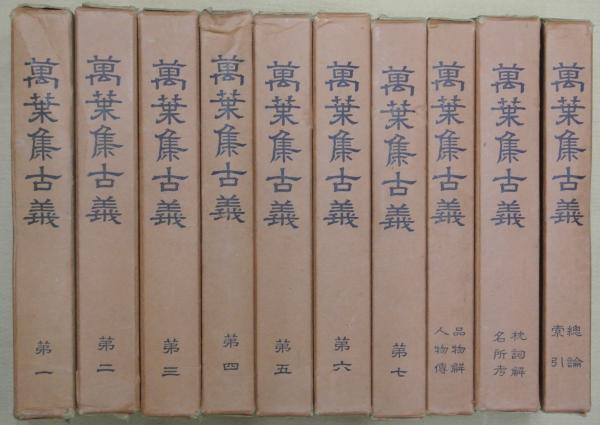 萬葉集古義
第一
萬葉集古義
第二
萬葉集古義
第三
萬葉集古義
第四
萬葉集古義
第五
萬葉集古義
第六
萬葉集古義
第七
萬葉集古義
品物解
人物傳
萬葉集古義
枕詞解
名所考
萬葉集古義
總論
索引